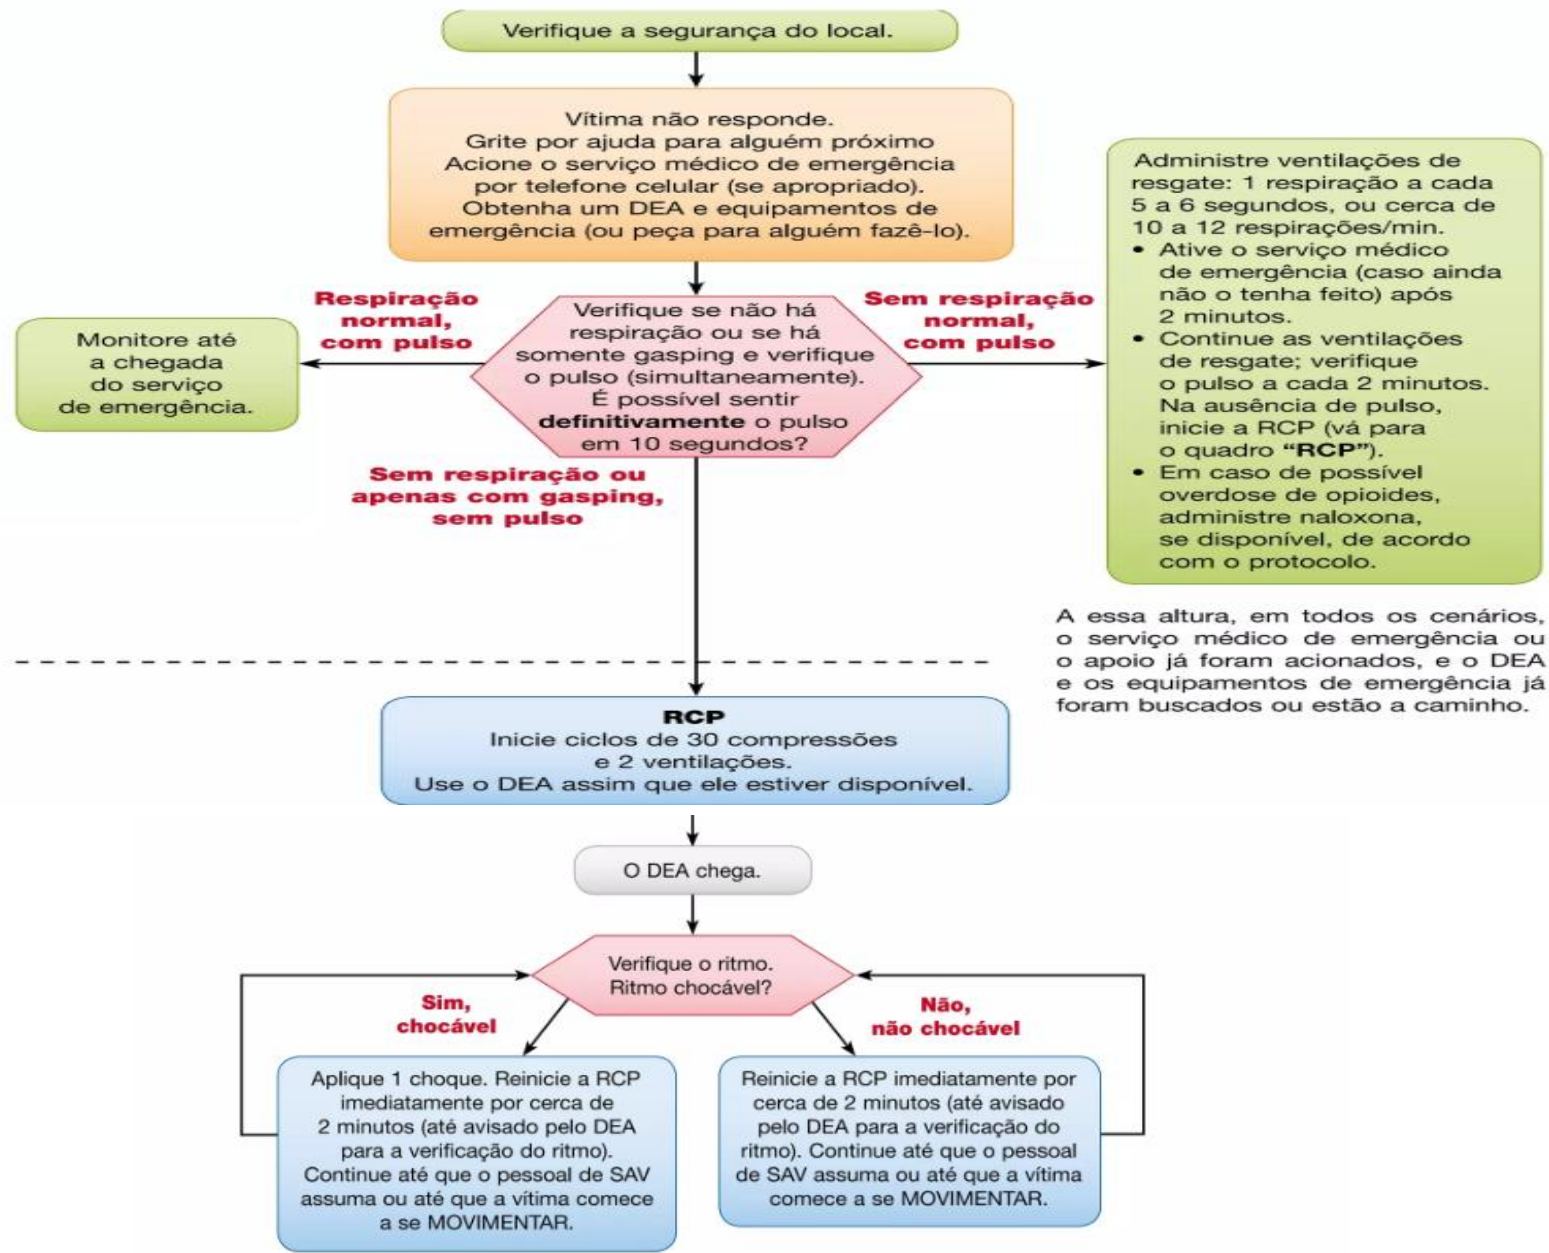 Verifique a segurança do local.
Vítima não responde.
Grite por ajuda para alguém próximo
Acione o serviço médico de emergência
por telefone celular (se apropriado).
Obtenha um DEA e equipamentos de
emergência (ou peça para alguém fazê-lo).
Respiração
normal,
com pulso
Monitore até
a chegada
do serviço
de emergência.
Verifique se não há
respiração ou se há
somente gasping e verifique
o pulso (simultaneamente).
É possível sentir
definitivamente o pulso
em 10 segundos?
Sem respiração
normal,
com pulso
Administre ventilações de
resgate: 1 respiração a cada
5 a 6 segundos, ou cerca de
10 a 12 respirações/min.
• Ative o serviço médico
de emergência (caso ainda
não o tenha feito) após
2 minutos.
• Continue as ventilações
de resgate; verifique
o pulso a cada 2 minutos.
Na ausência de pulso,
inicie a RCP (vá para
o quadro “RCP”).
• Em caso de possível
overdose de opioides,
administre naloxona,
se disponível, de acordo
com o protocolo.
Sem respiração ou
apenas com gasping,
sem pulso
A essa altura, em todos os cenários,
o serviço médico de emergência ou
o apoio já foram acionados, e o DEA
e os equipamentos de emergência já
foram buscados ou estão a caminho.
RCP
Inicie ciclos de 30 compressões
e 2 ventilações.
Use o DEA assim que ele estiver disponível.
O DEA chega.
Verifique o ritmo.
Ritmo chocável?
Sim,
chocável
Não,
não chocável
Aplique 1 choque. Reinicie a RCP
imediatamente por cerca de
2 minutos (até avisado pelo DEA
para a verificação do ritmo).
Continue até que o pessoal de SAV
assuma ou até que a vítima comece
a se MOVIMENTAR.
Reinicie a RCP imediatamente por
cerca de 2 minutos (até avisado
pelo DEA para a verificação do
ritmo). Continue até que o pessoal
de SAV assuma ou até que a vítima
comece a se MOVIMENTAR.